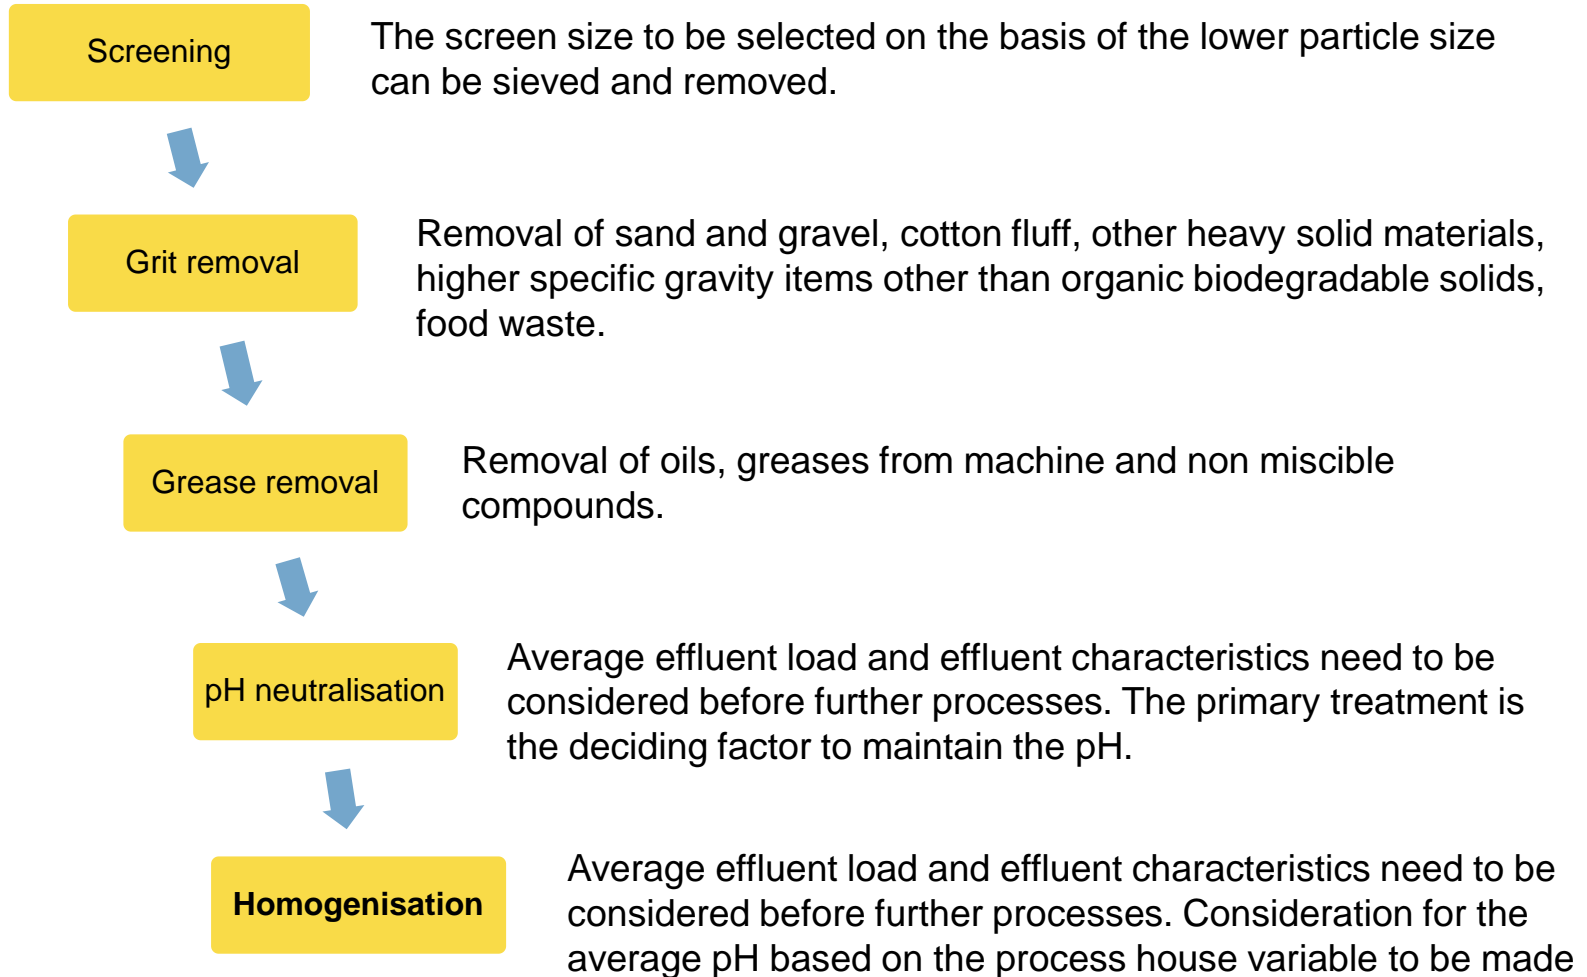 Screening
The screen size to be selected on the basis of the lower particle size
can be sieved and removed.
Grit removal
Removal of sand and gravel, cotton fluff, other heavy solid materials,
higher specific gravity items other than organic biodegradable solids,
food waste.
Grease removal
Removal of oils, greases from machine and non miscible
compounds.
pH neutralisation
Average effluent load and effluent characteristics need to be
considered before further processes. The primary treatment is
the deciding factor to maintain the pH.
Homogenisation
Average effluent load and effluent characteristics need to be
considered before further processes. Consideration for the
average pH based on the process house variable to be made